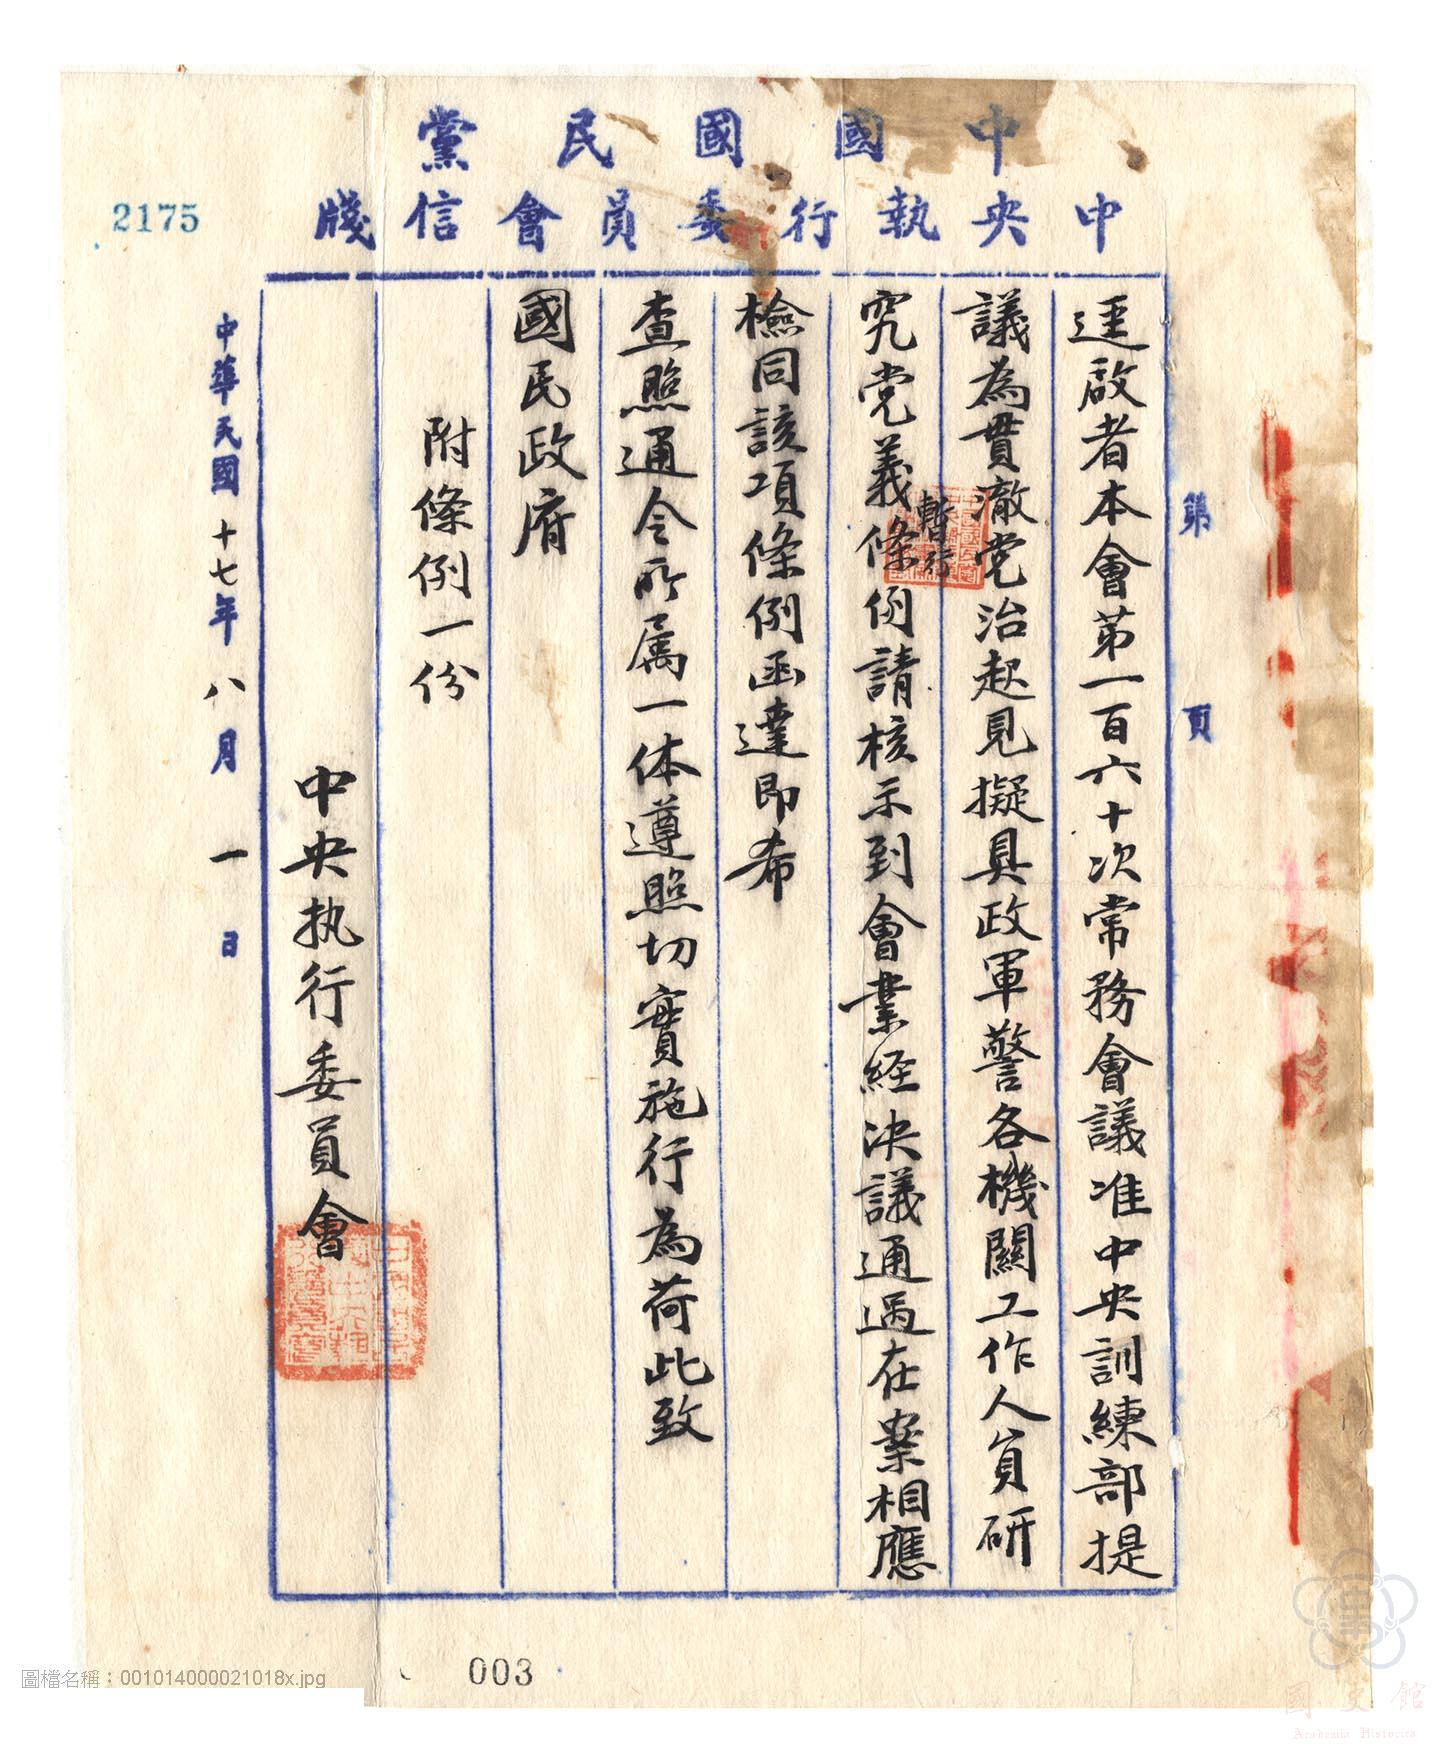 中國國民黨
中央執行委員會信牋
2175
第　頁
逕啟者本會第一百六十次常務會議准中央訓練部提
議為貫澈党治起見擬具政軍警各機關工作人員研
究党義暫行條例請核示到會業経决議通過在案相應
檢同該項條例函達即希
查照通令所属一体遵照切實施行為荷此致
國民政府
附條例一份
中央执行委員會
中華民國十七年八月一日
003
圖檔名稱：001014000021018x.jpg
國史館
Academia Historica